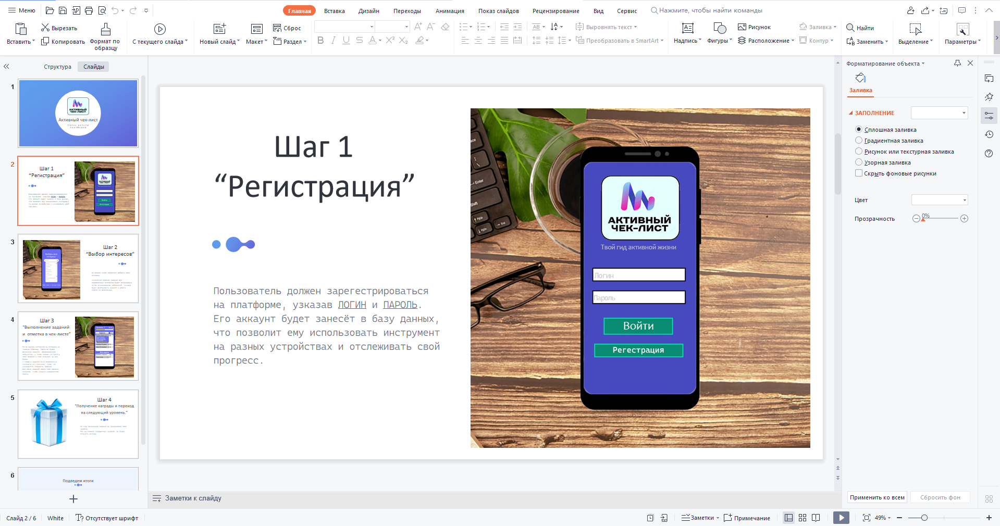 Меню
Главная
Вставка
Дизайн
Переходы
Анимация
Показ слайдов
Рецензирование
Вид
Сервис
Нажмите, чтобы найти команды
Вставить
Вырезать
Копировать
Формат по
образцу
С текущего слайда
Новый слайд
Макет
Сброс
Раздел
Выровнять текст
Преобразовать в SmartArt
Надпись
Фигуры
Рисунок
Расположение
Заливка
Контур
Найти
Заменить
Выделение
Параметры
Структура
Слайды
1
АКТИВНЫЙ
ЧЕК-ЛИСТ
Активный чек-лист
2
Шаг 1
“Регистрация”
3
Шаг 2
“Выбор интересов”
4
Шаг 3
“Выполнение заданий
и отметка в чек-листе”
5
Шаг 4
“Получение награды и переход
на следующий уровень.”
6
Подведем итоги
Шаг 1
“Регистрация”
Пользователь должен зарегестрироваться
на платформе, узказав ЛОГИН и ПАРОЛЬ.
Его аккаунт будет занесёт в базу данных,
что позволит ему использовать инструмент
на разных устройствах и отслеживать свой
прогресс.
Enter
АКТИВНЫЙ
ЧЕК-ЛИСТ
Твой гид активной жизни
Логин
Пароль
Войти
Регестрация
Форматирование объекта
Заливка
ЗАПОЛНЕНИЕ
Сплошная заливка
Градиентная заливка
Рисунок или текстурная заливка
Узорная заливка
Скрыть фоновые рисунки
Цвет
Прозрачность
0%
Применить ко всем
Сбросить фон
Заметки к слайду
Слайд 2 / 6
White
Отсутствует шрифт
Заметки
Примечание
49%